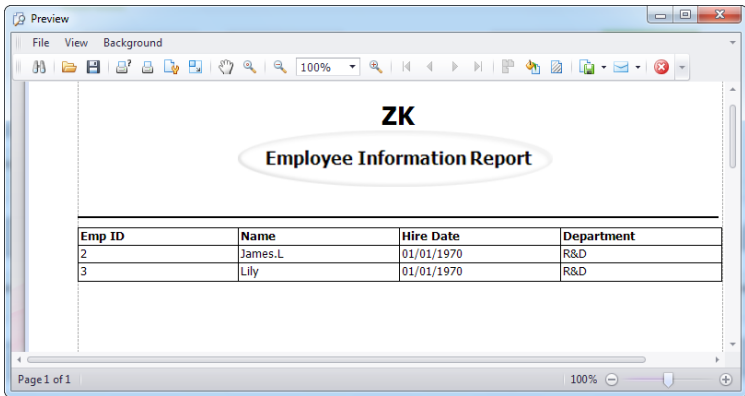 Preview
File View Background
100%
ZK
Employee Information Report
Emp ID Name Hire Date Department
2 James.L 01/01/1970 R&D
3 Lily 01/01/1970 R&D
Page 1 of 1 100%